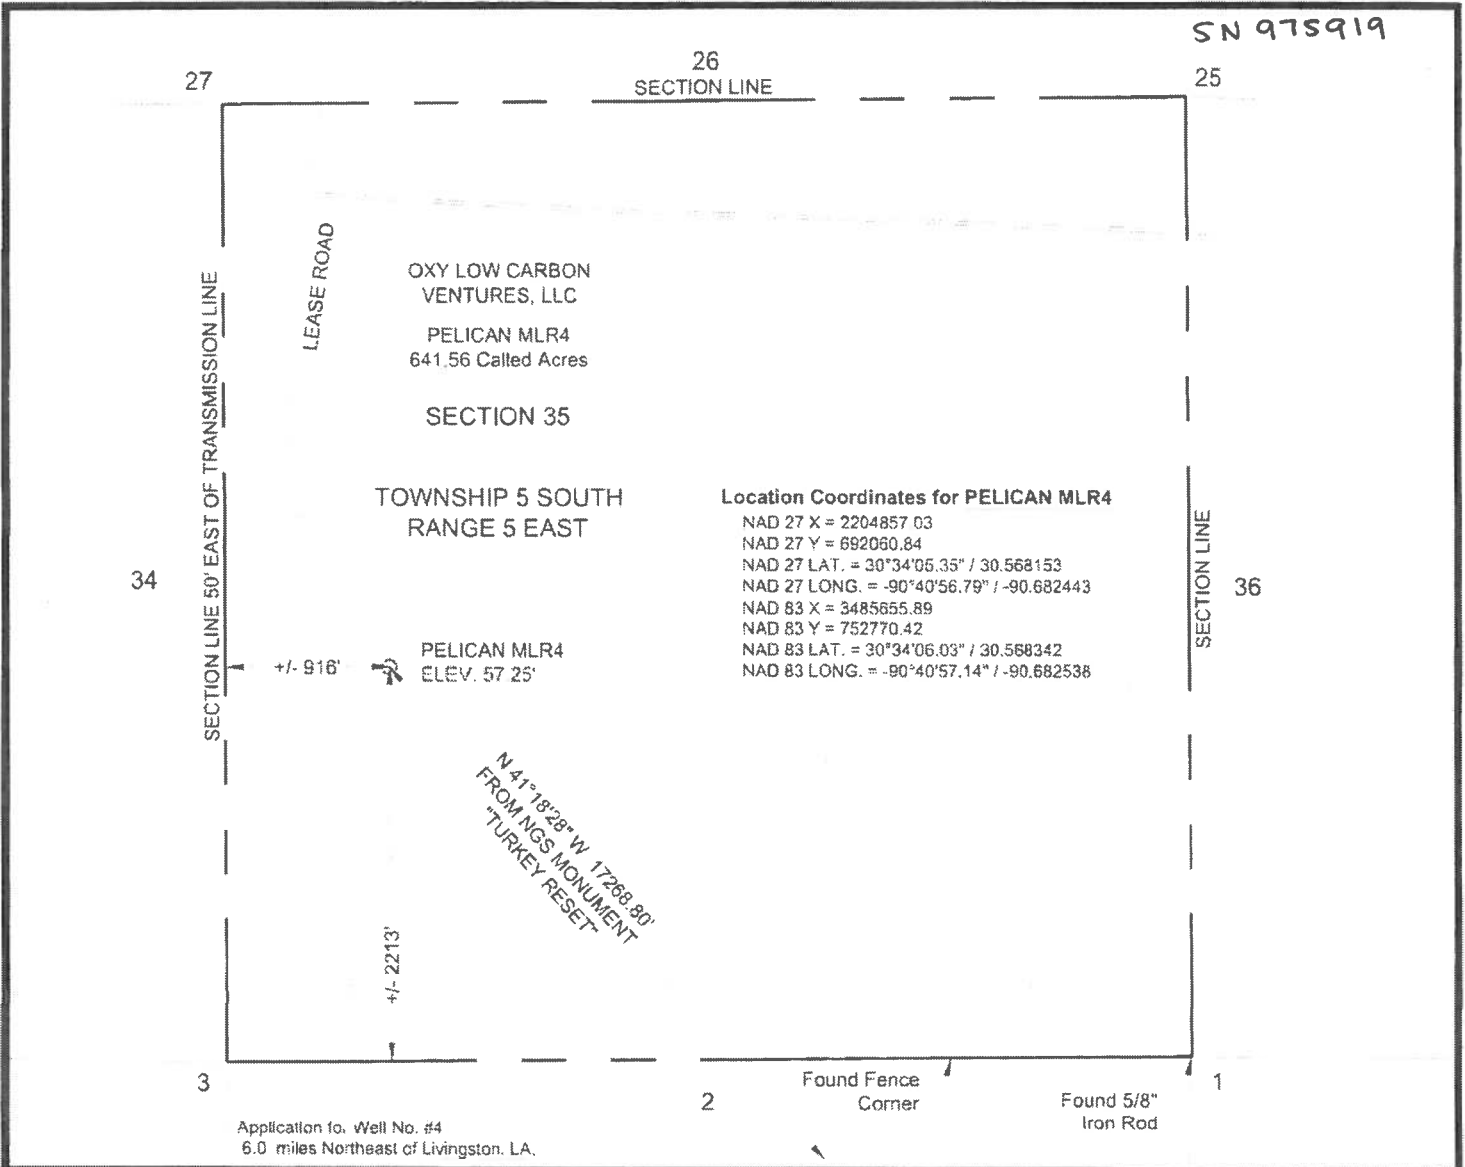 SN 975919
27
26
SECTION LINE
25
LEASE ROAD
OXY LOW CARBON
VENTURES, LLC
PELICAN MLR4
641.56 Called Acres
SECTION 35
TOWNSHIP 5 SOUTH
RANGE 5 EAST
SECTION LINE 50' EAST OF TRANSMISSION LINE
34
Location Coordinates for PELICAN MLR4
NAD 27 X = 2204857.03
NAD 27 Y = 692060.84
NAD 27 LAT. = 30°34'05.35" / 30.568153
NAD 27 LONG. = -90°40'56.79" / -90.682443
NAD 83 X = 3485655.89
NAD 83 Y = 752770.42
NAD 83 LAT. = 30°34'06.03" / 30.568342
NAD 83 LONG. = -90°40'57.14" / -90.682538
SECTION LINE
36
+/- 916'
PELICAN MLR4
ELEV. 57.25'
N 41°18'28" W 17268.80'
FROM NGS MONUMENT
"TURKEY RESET"
+/- 2213'
3
2
Found Fence
Corner
Found 5/8"
Iron Rod
1
Application fo. Well No. #4
6.0 miles Northeast of Livingston, LA.